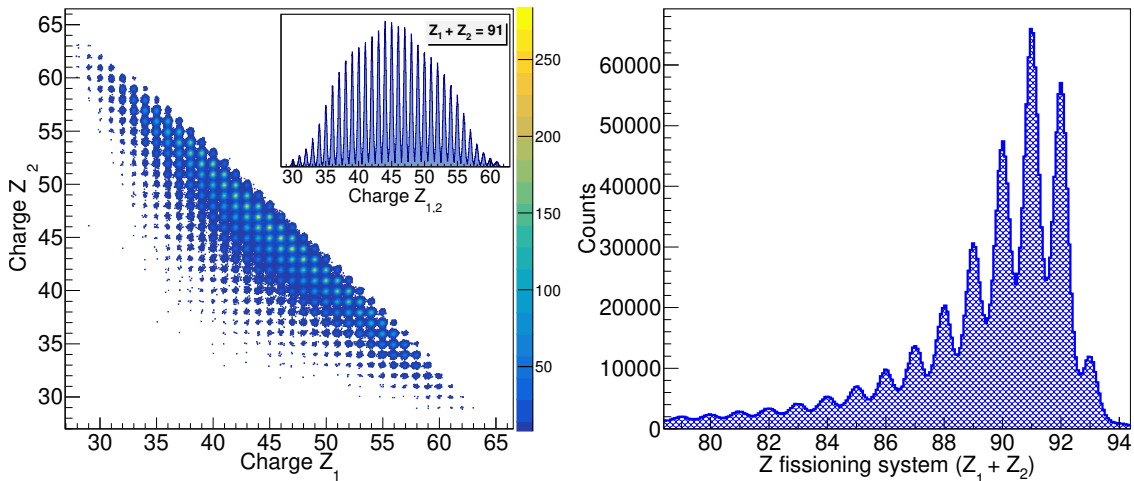 65
60
55
50
45
40
35
30
Charge Z2
30 35 40 45 50 55 60 65
Charge Z1
Z1 + Z2 = 91
30 35 40 45 50 55 60
Charge Z1,2
250
200
150
100
50
60000
50000
40000
30000
20000
10000
0
Counts
80 82 84 86 88 90 92 94
Z fissioning system (Z1 + Z2)